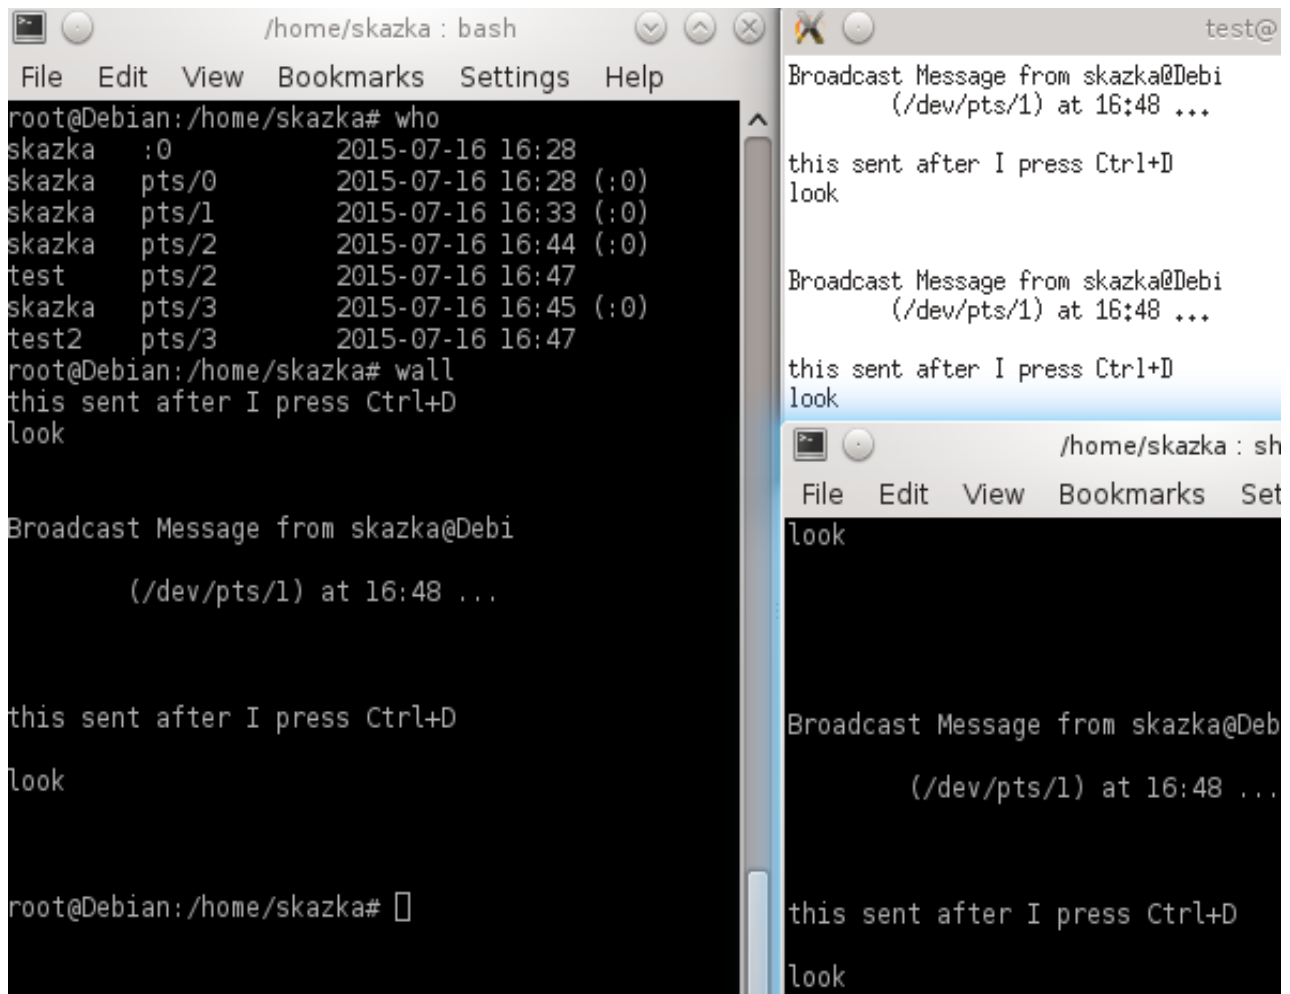 /home/skazka : bash
File Edit View Bookmarks Settings Help
root@Debian:/home/skazka# who
skazka :0 2015-07-16 16:28
skazka pts/0 2015-07-16 16:28 (:0)
skazka pts/1 2015-07-16 16:33 (:0)
skazka pts/2 2015-07-16 16:44 (:0)
test pts/2 2015-07-16 16:47
skazka pts/3 2015-07-16 16:45 (:0)
test2 pts/3 2015-07-16 16:47
root@Debian:/home/skazka# wall
this sent after I press Ctrl+D
look
Broadcast Message from skazka@Debi
(/dev/pts/1) at 16:48 ...
this sent after I press Ctrl+D
look
root@Debian:/home/skazka#
test@
Broadcast Message from skazka@Debi
(/dev/pts/1) at 16:48 ...
this sent after I press Ctrl+D
look
Broadcast Message from skazka@Debi
(/dev/pts/1) at 16:48 ...
this sent after I press Ctrl+D
look
/home/skazka : sh
File Edit View Bookmarks Set
look
Broadcast Message from skazka@Deb
(/dev/pts/1) at 16:48 ...
this sent after I press Ctrl+D
look